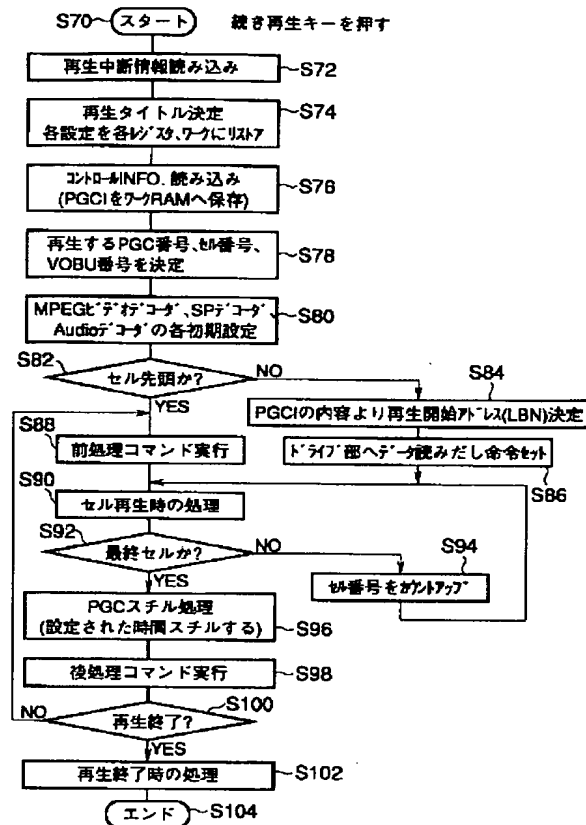 S70 スタート 続き再生キーを押す
再生中断情報読み込み S72
再生タイトル決定
各設定を各レジスタ、ワークにリストア
S74
コントロールINFO.読み込み
(PGCIをワークRAMへ保存)
S76
再生するPGC番号、セル番号、
VOBU番号を決定
S78
MPEGビデオデコーダ、SPデコーダ、
Audioデコーダの各初期設定
S80
S82
セル先頭か?
NO
YES
S84
PGCIの内容より再生開始アドレス(LBN)決定
ドライブ部へデータ読みだし命令セット
S86
S88
前処理コマンド実行
S90
セル再生時の処理
S92
最終セルか?
NO
YES
S94
セル番号をカウントアップ
PGCスチル処理
(設定された時間スチルする)
S96
後処理コマンド実行 S98
S100
再生終了?
NO
YES
再生終了時の処理 S102
エンド S104